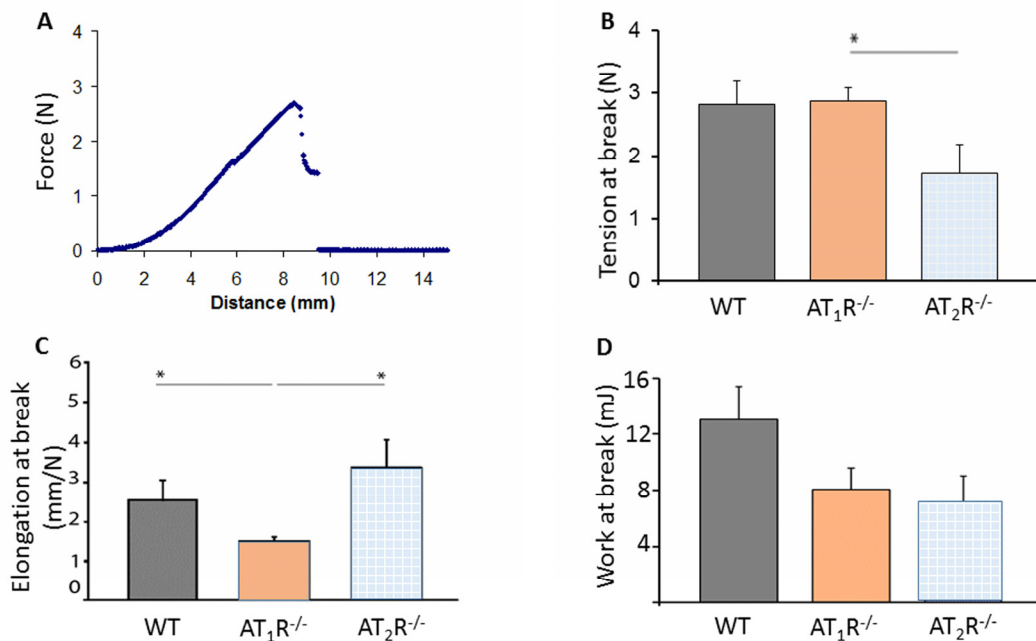 A
Force (N)
4
3
2
1
0
0 2 4 6 8 10 12 14
Distance (mm)
B
Tension at break (N)
4
3
2
1
0
*
WT AT₁R⁻/⁻ AT₂R⁻/⁻
C
Elongation at break
(mm/N)
6
5
4
3
2
1
0
* *
WT AT₁R⁻/⁻ AT₂R⁻/⁻
D
Work at break (mJ)
16
12
8
4
WT AT₁R⁻/⁻ AT₂R⁻/⁻